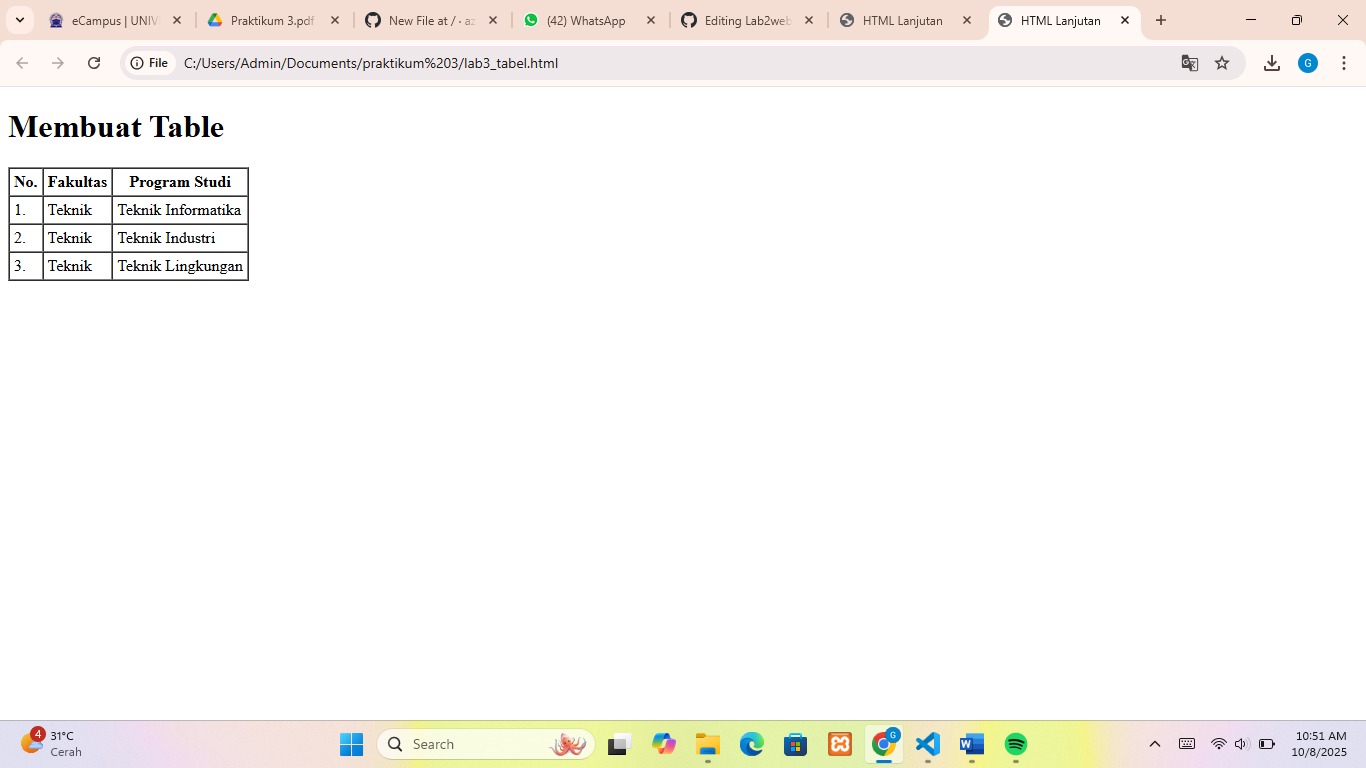 eCampus | UNIV
Praktikum 3.pdf
New File at / · az
(42) WhatsApp
Editing Lab2web
HTML Lanjutan
HTML Lanjutan
File
C:/Users/Admin/Documents/praktikum%203/lab3_tabel.html
G
Membuat Table
No. Fakultas Program Studi
1. Teknik Teknik Informatika
2. Teknik Teknik Industri
3. Teknik Teknik Lingkungan
4
31°C
Cerah
Search
G
10:51 AM
10/8/2025